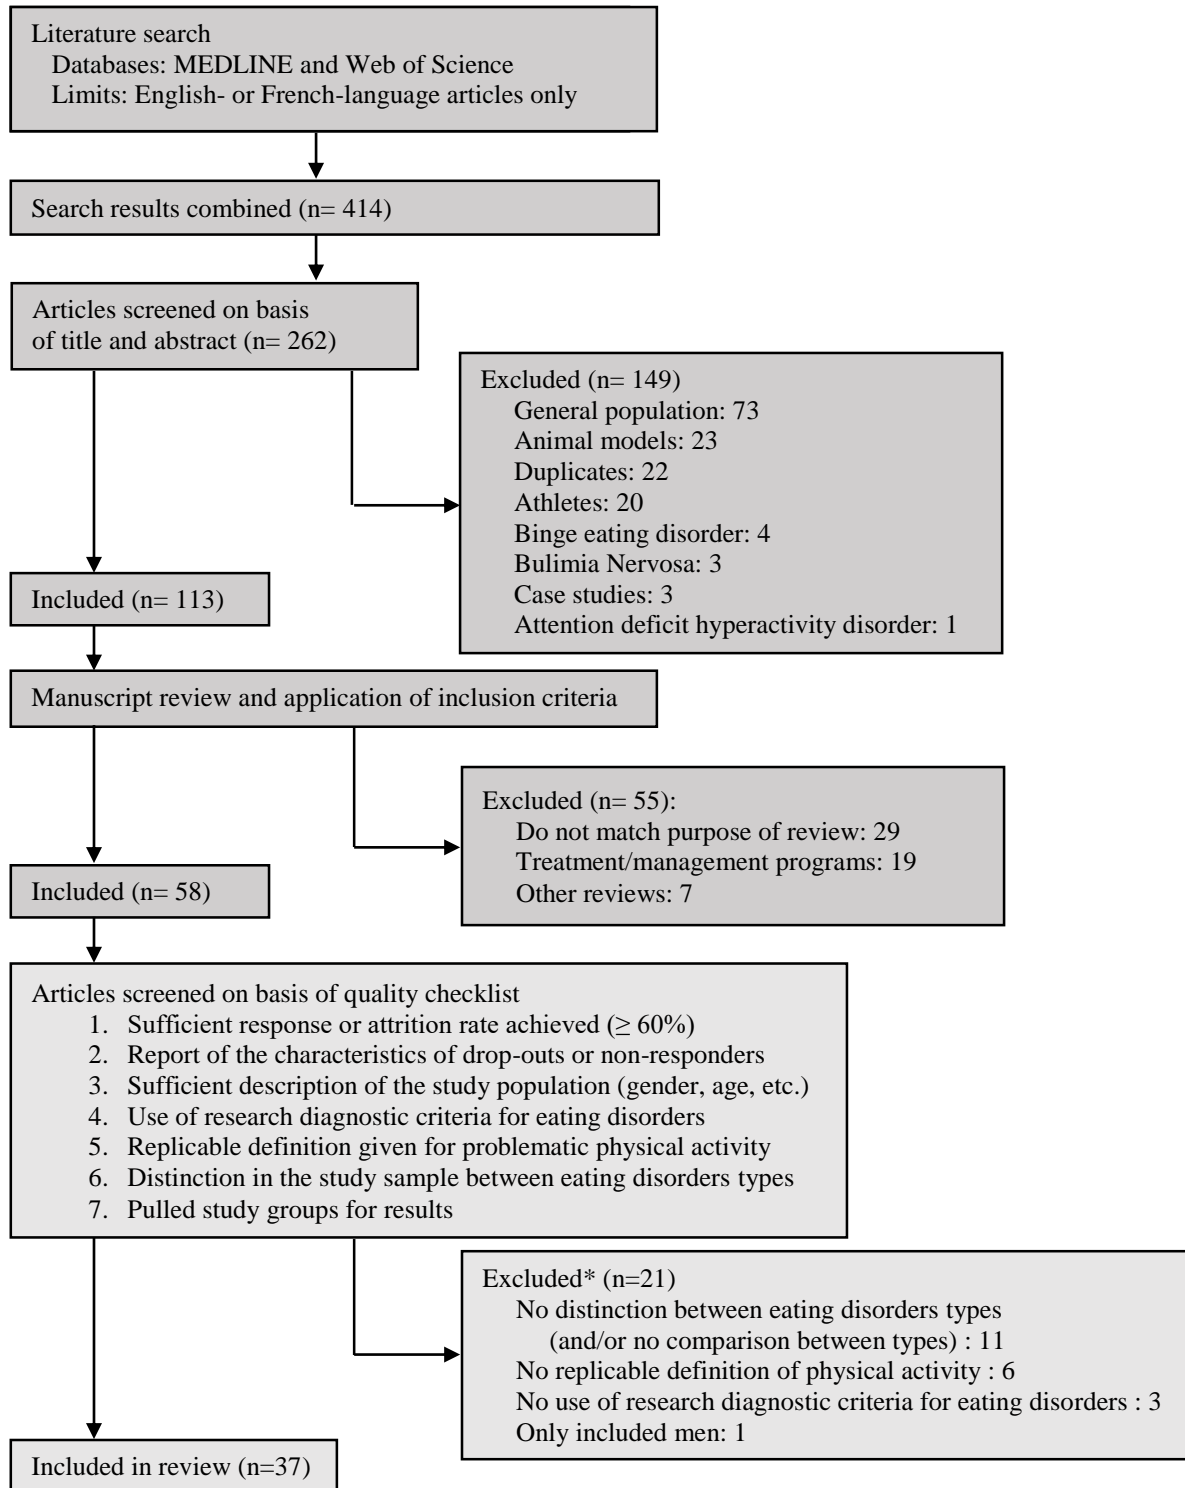 Literature search
Databases: MEDLINE and Web of Science
Limits: English- or French-language articles only
Search results combined (n= 414)
Articles screened on basis
of title and abstract (n= 262)
Excluded (n= 149)
General population: 73
Animal models: 23
Duplicates: 22
Athletes: 20
Binge eating disorder: 4
Bulimia Nervosa: 3
Case studies: 3
Attention deficit hyperactivity disorder: 1
Included (n= 113)
Manuscript review and application of inclusion criteria
Excluded (n= 55):
Do not match purpose of review: 29
Treatment/management programs: 19
Other reviews: 7
Included (n= 58)
Articles screened on basis of quality checklist
1. Sufficient response or attrition rate achieved (≥ 60%)
2. Report of the characteristics of drop-outs or non-responders
3. Sufficient description of the study population (gender, age, etc.)
4. Use of research diagnostic criteria for eating disorders
5. Replicable definition given for problematic physical activity
6. Distinction in the study sample between eating disorders types
7. Pulled study groups for results
Excluded* (n=21)
No distinction between eating disorders types
(and/or no comparison between types) : 11
No replicable definition of physical activity : 6
No use of research diagnostic criteria for eating disorders : 3
Only included men: 1
Included in review (n=37)